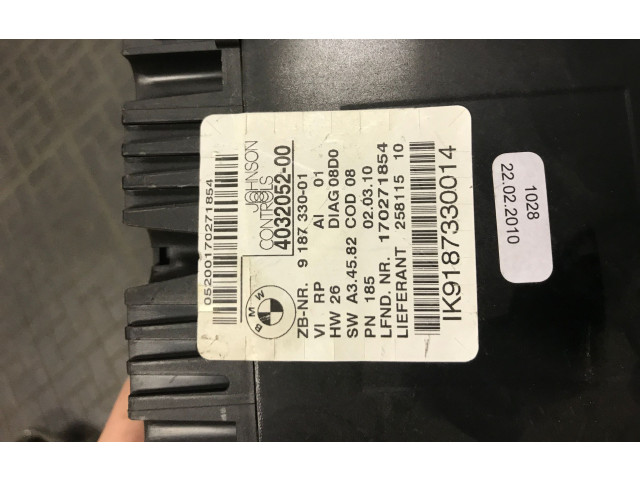 05200170271854
JOHNSON
CONTROLS
4032052-00
BMW
ZB-NR. 9 187 330-01
VI RP AI 01
HW 26 DIAG 08D0
SW A3.45.82 COD 08
PN 185 02.03.10
LFND. NR. 170271854
LIEFERANT 258115 10
IK9187330014
1028
22.02.2010